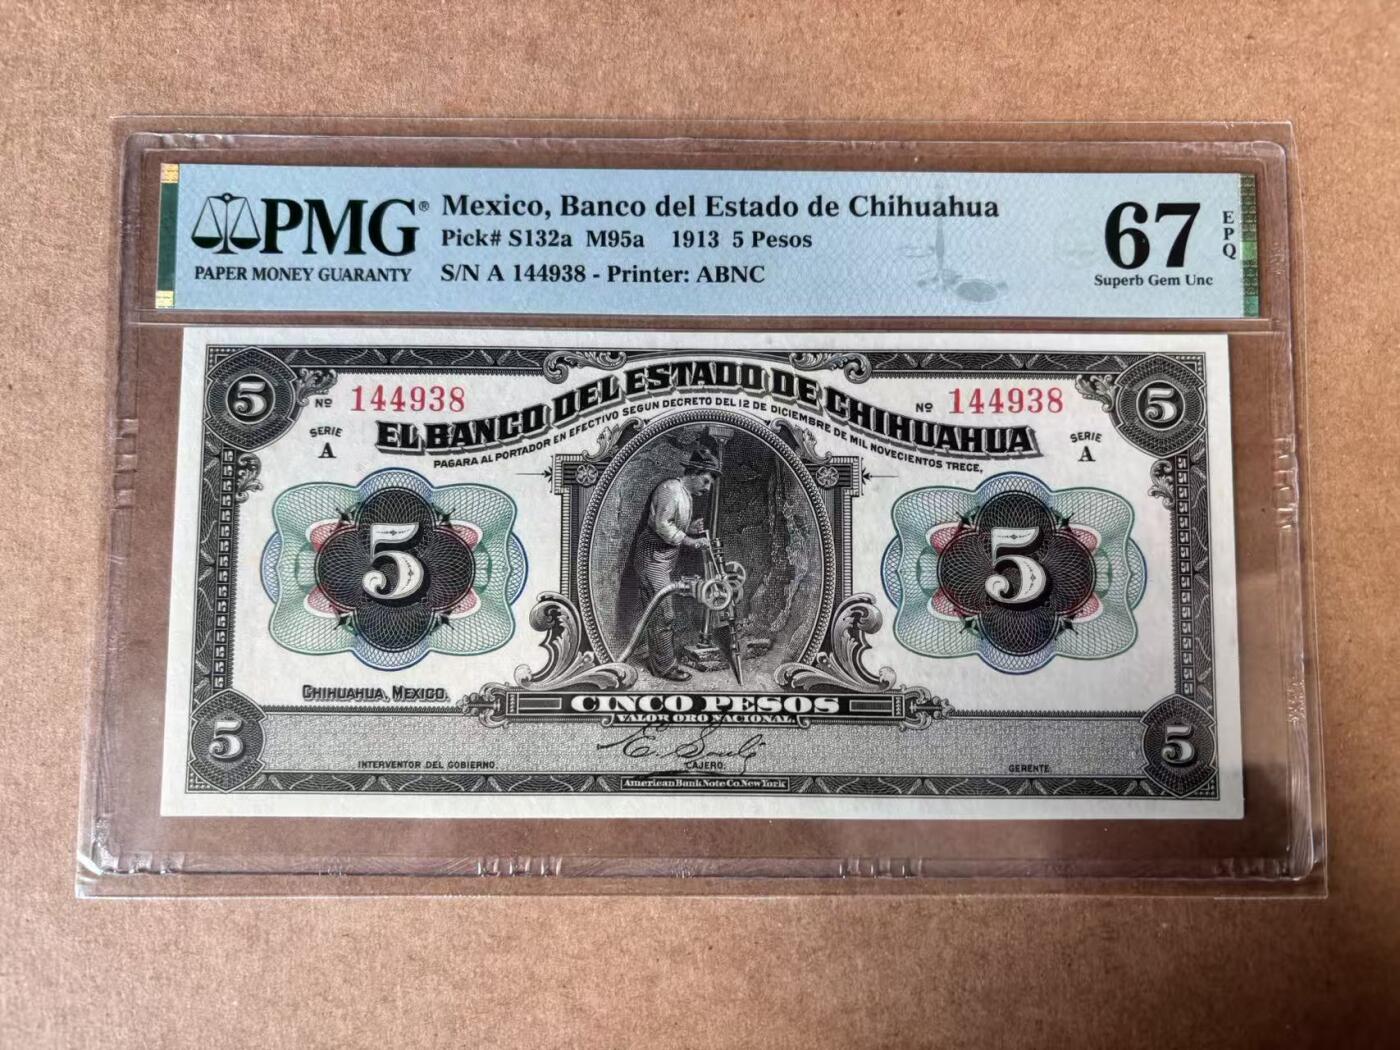 PMG®
PAPER MONEY GUARANTY
Mexico, Banco del Estado de Chihuahua
Pick# S132a M95a 1913 5 Pesos
S/N A 144938 - Printer: ABNC
67
EPQ
Superb Gem Unc
5
5
Nº 144938
Nº 144938
EL BANCO DEL ESTADO DE CHIHUAHUA
PAGARA AL PORTADOR EN EFECTIVO SEGUN DECRETO DEL 12 DE DICIEMBRE DE MIL NOVECIENTOS TRECE.
SERIE
A
SERIE
A
5
5
CHIHUAHUA, MEXICO.
CINCO PESOS
VALOR ORO NACIONAL
5
5
INTERVENTOR DEL GOBIERNO.
CAJERO.
GERENTE
American Bank Note Co. New York